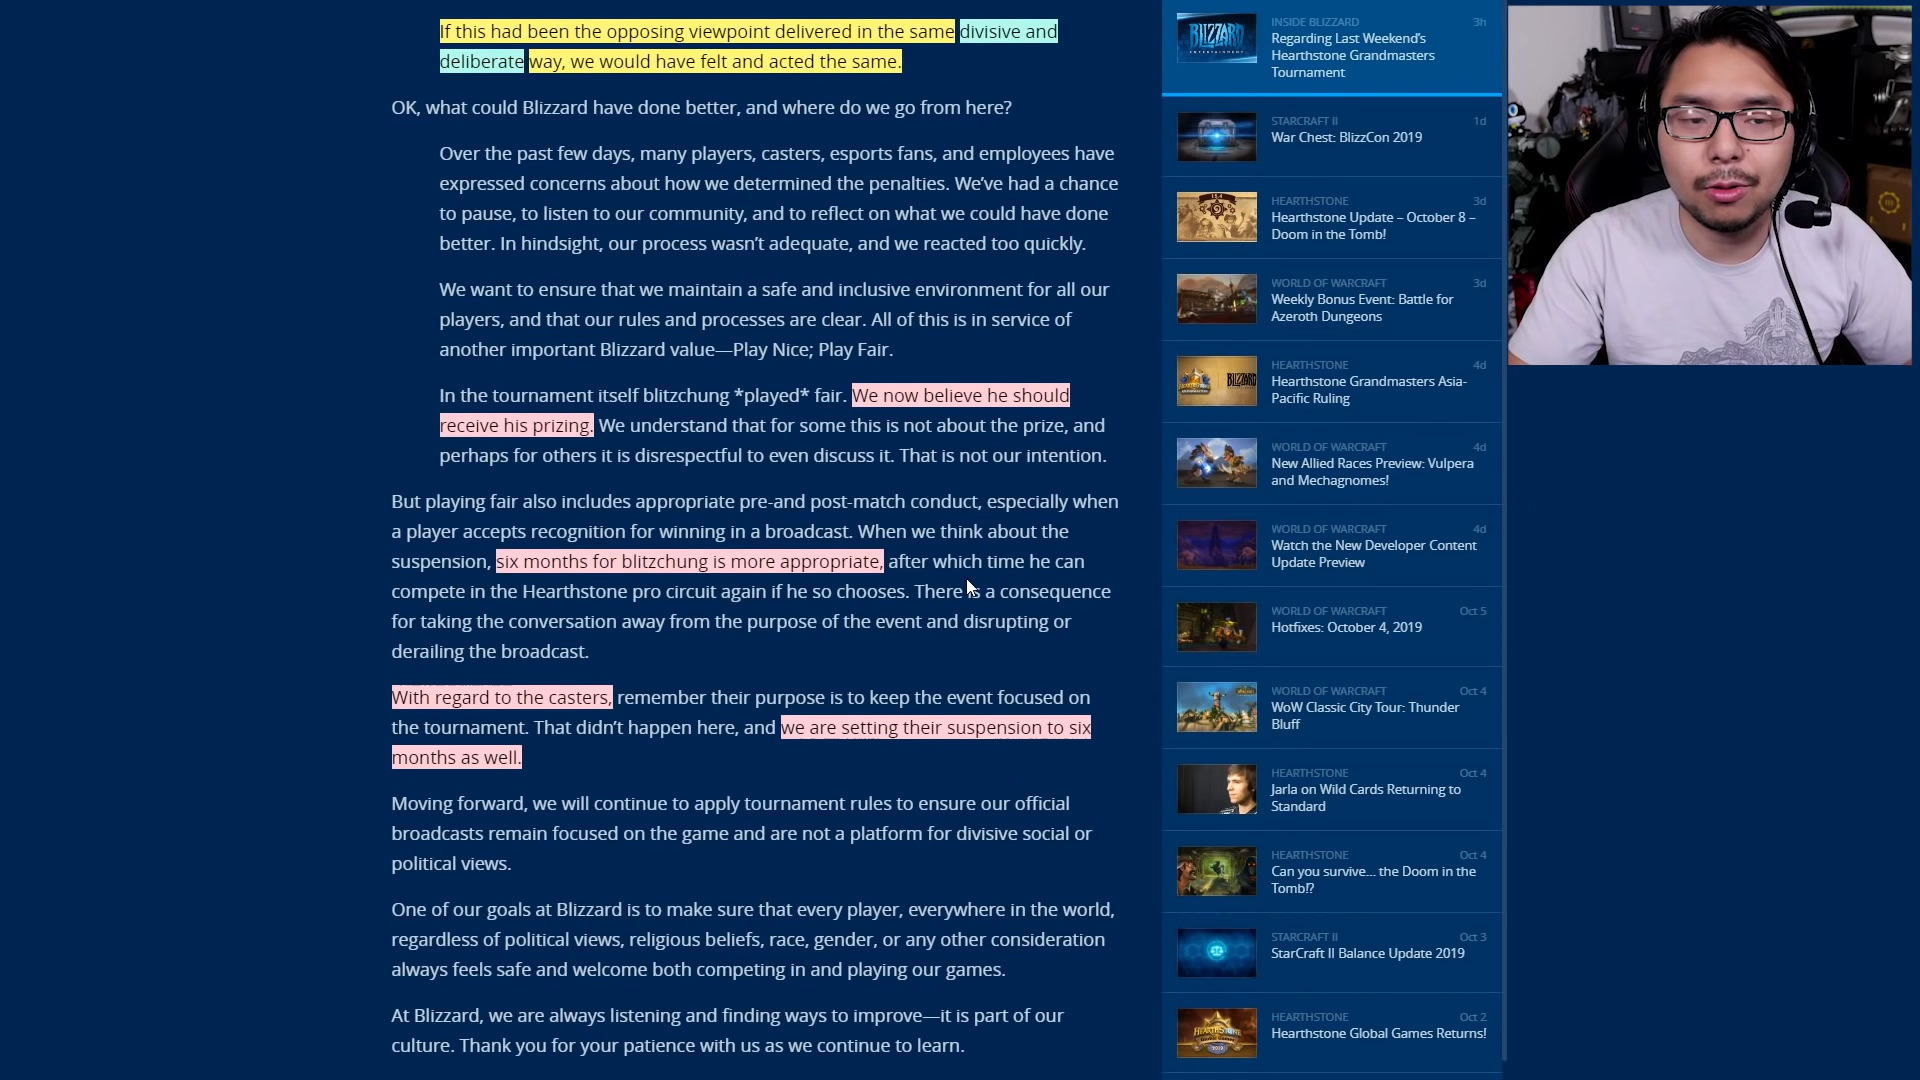 If this had been the opposing viewpoint delivered in the same divisive and
deliberate way, we would have felt and acted the same.
OK, what could Blizzard have done better, and where do we go from here?
Over the past few days, many players, casters, esports fans, and employees have
expressed concerns about how we determined the penalties. We've had a chance
to pause, to listen to our community, and to reflect on what we could have done
better. In hindsight, our process wasn't adequate, and we reacted too quickly.
We want to ensure that we maintain a safe and inclusive environment for all our
players, and that our rules and processes are clear. All of this is in service of
another important Blizzard value—Play Nice; Play Fair.
In the tournament itself blitzchung *played* fair. We now believe he should
receive his prizing. We understand that for some this is not about the prize, and
perhaps for others it is disrespectful to even discuss it. That is not our intention.
But playing fair also includes appropriate pre-and post-match conduct, especially when
a player accepts recognition for winning in a broadcast. When we think about the
suspension, six months for blitzchung is more appropriate, after which time he can
compete in the Hearthstone pro circuit again if he so chooses. There is a consequence
for taking the conversation away from the purpose of the event and disrupting or
derailing the broadcast.
With regard to the casters, remember their purpose is to keep the event focused on
the tournament. That didn't happen here, and we are setting their suspension to six
months as well.
Moving forward, we will continue to apply tournament rules to ensure our official
broadcasts remain focused on the game and are not a platform for divisive social or
political views.
One of our goals at Blizzard is to make sure that every player, everywhere in the world,
regardless of political views, religious beliefs, race, gender, or any other consideration
always feels safe and welcome both competing in and playing our games.
At Blizzard, we are always listening and finding ways to improve—it is part of our
culture. Thank you for your patience with us as we continue to learn.
BLIZZARD
ENTERTAINMENT
INSIDE BLIZZARD 3h
Regarding Last Weekend's
Hearthstone Grandmasters
Tournament
STARCRAFT II 1d
War Chest: BlizzCon 2019
HEARTHSTONE 3d
Hearthstone Update – October 8 –
Doom in the Tomb!
WORLD OF WARCRAFT 3d
Weekly Bonus Event: Battle for
Azeroth Dungeons
BLIZZARD
HEARTHSTONE 4d
Hearthstone Grandmasters Asia-
Pacific Ruling
WORLD OF WARCRAFT 4d
New Allied Races Preview: Vulpera
and Mechagnomes!
WORLD OF WARCRAFT 4d
Watch the New Developer Content
Update Preview
WORLD OF WARCRAFT Oct 5
Hotfixes: October 4, 2019
WORLD OF WARCRAFT Oct 4
WoW Classic City Tour: Thunder
Bluff
HEARTHSTONE Oct 4
Jarla on Wild Cards Returning to
Standard
HEARTHSTONE Oct 4
Can you survive... the Doom in the
Tomb!?
STARCRAFT II Oct 3
StarCraft II Balance Update 2019
HEARTHSTONE
HEARTHSTONE Oct 2
Hearthstone Global Games Returns!